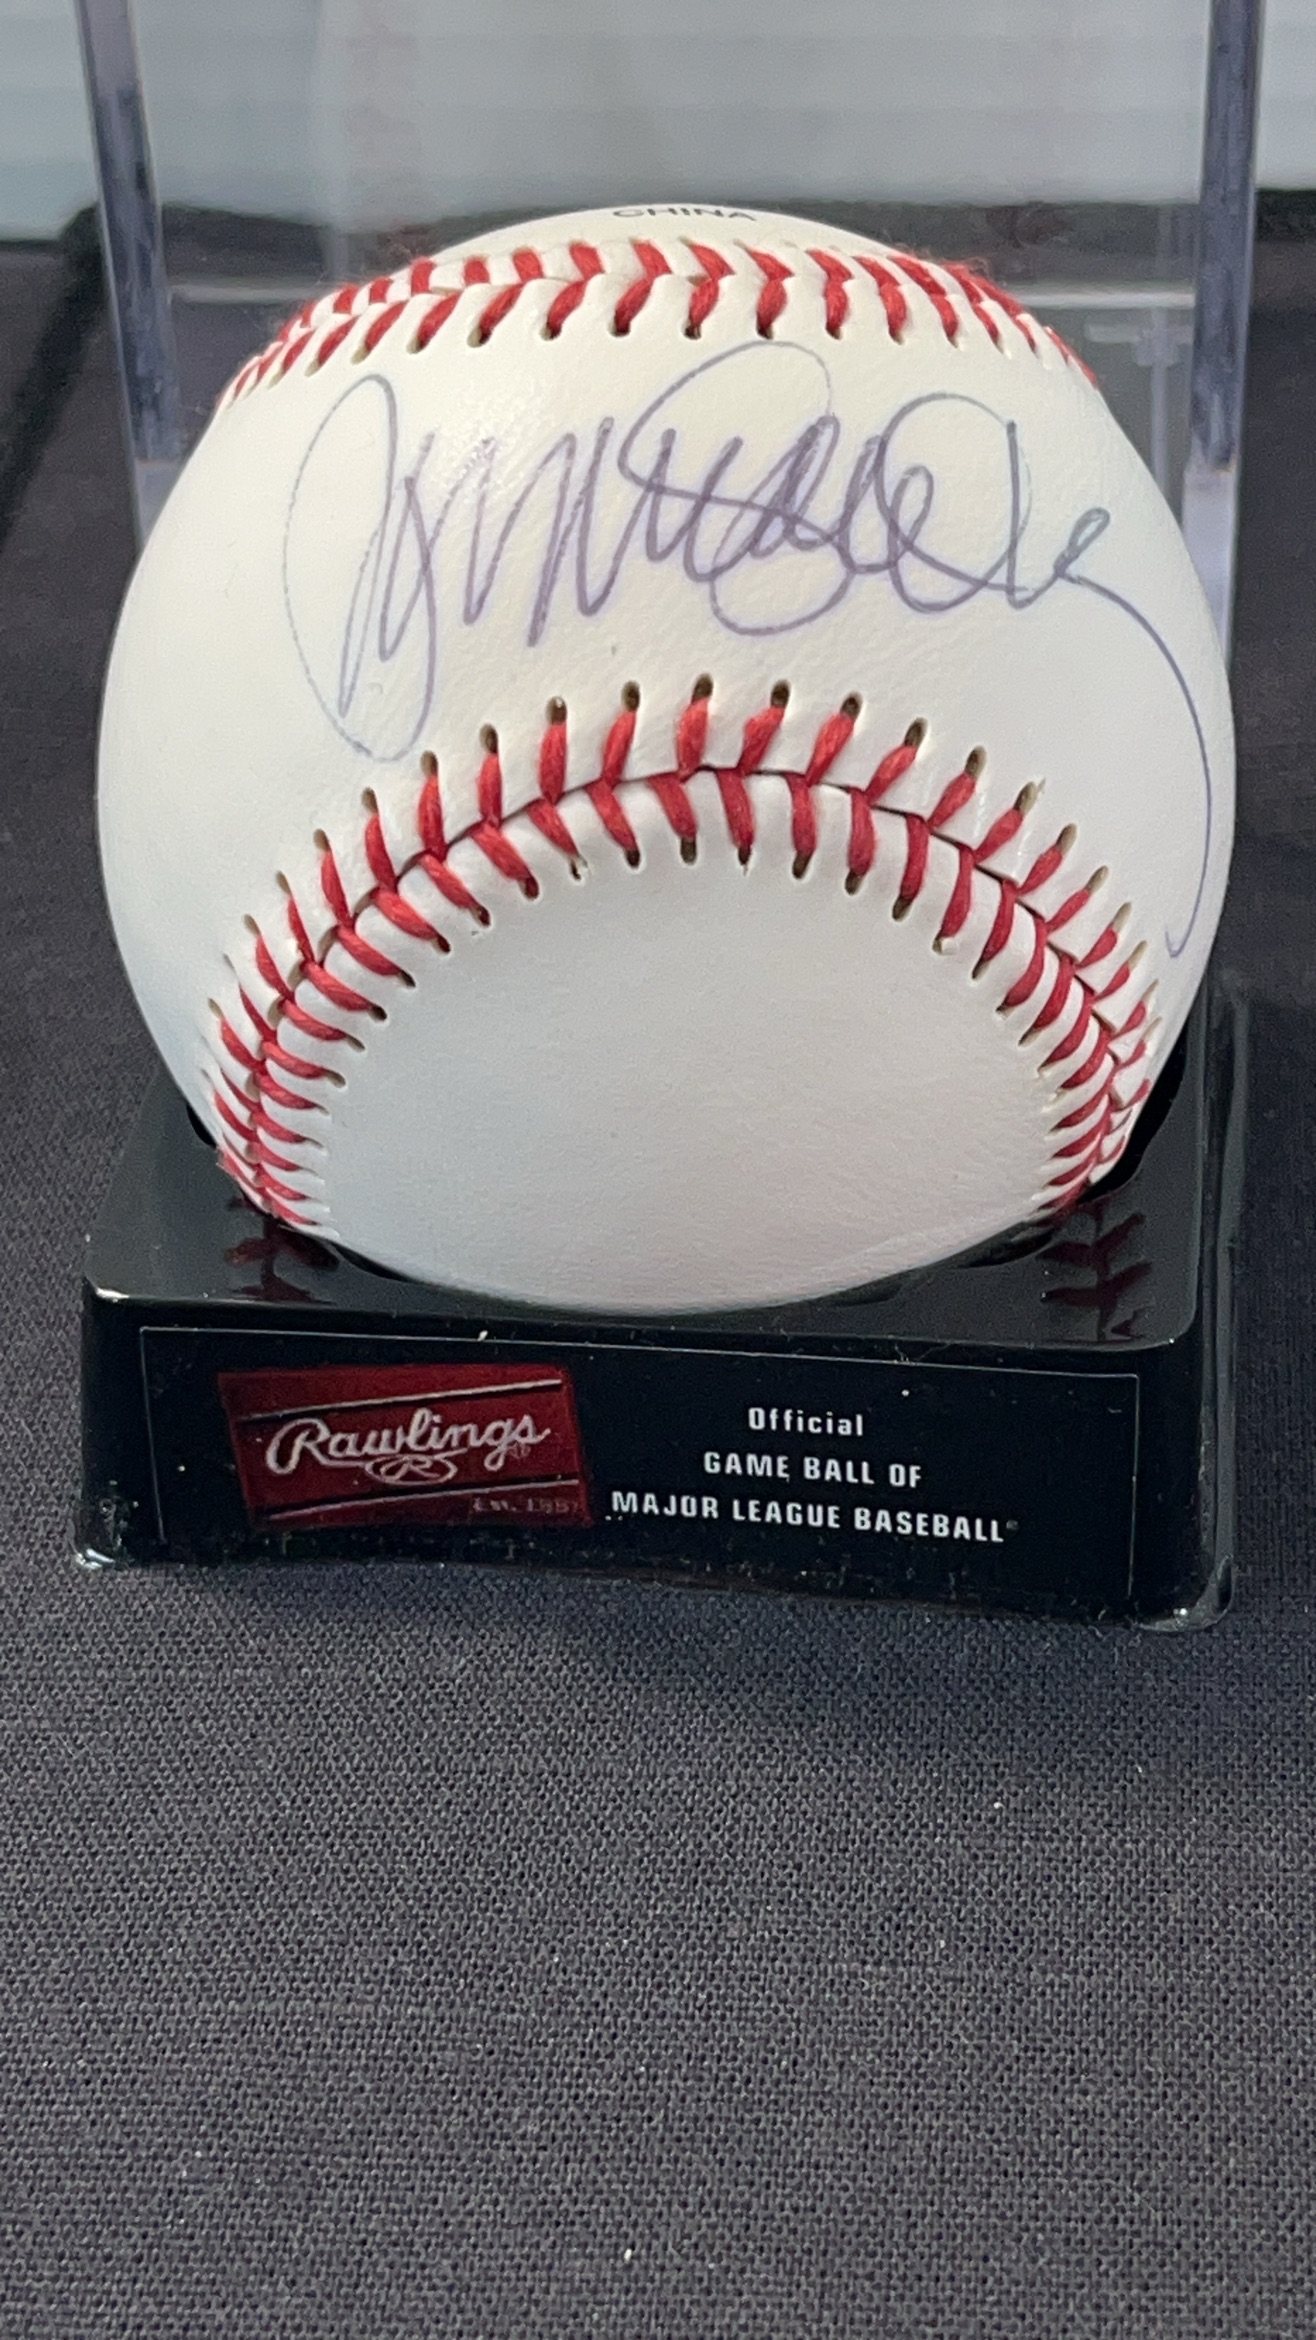 CHINA
Rawlings
R
EST. 1887
Official
GAME BALL OF
MAJOR LEAGUE BASEBALL®